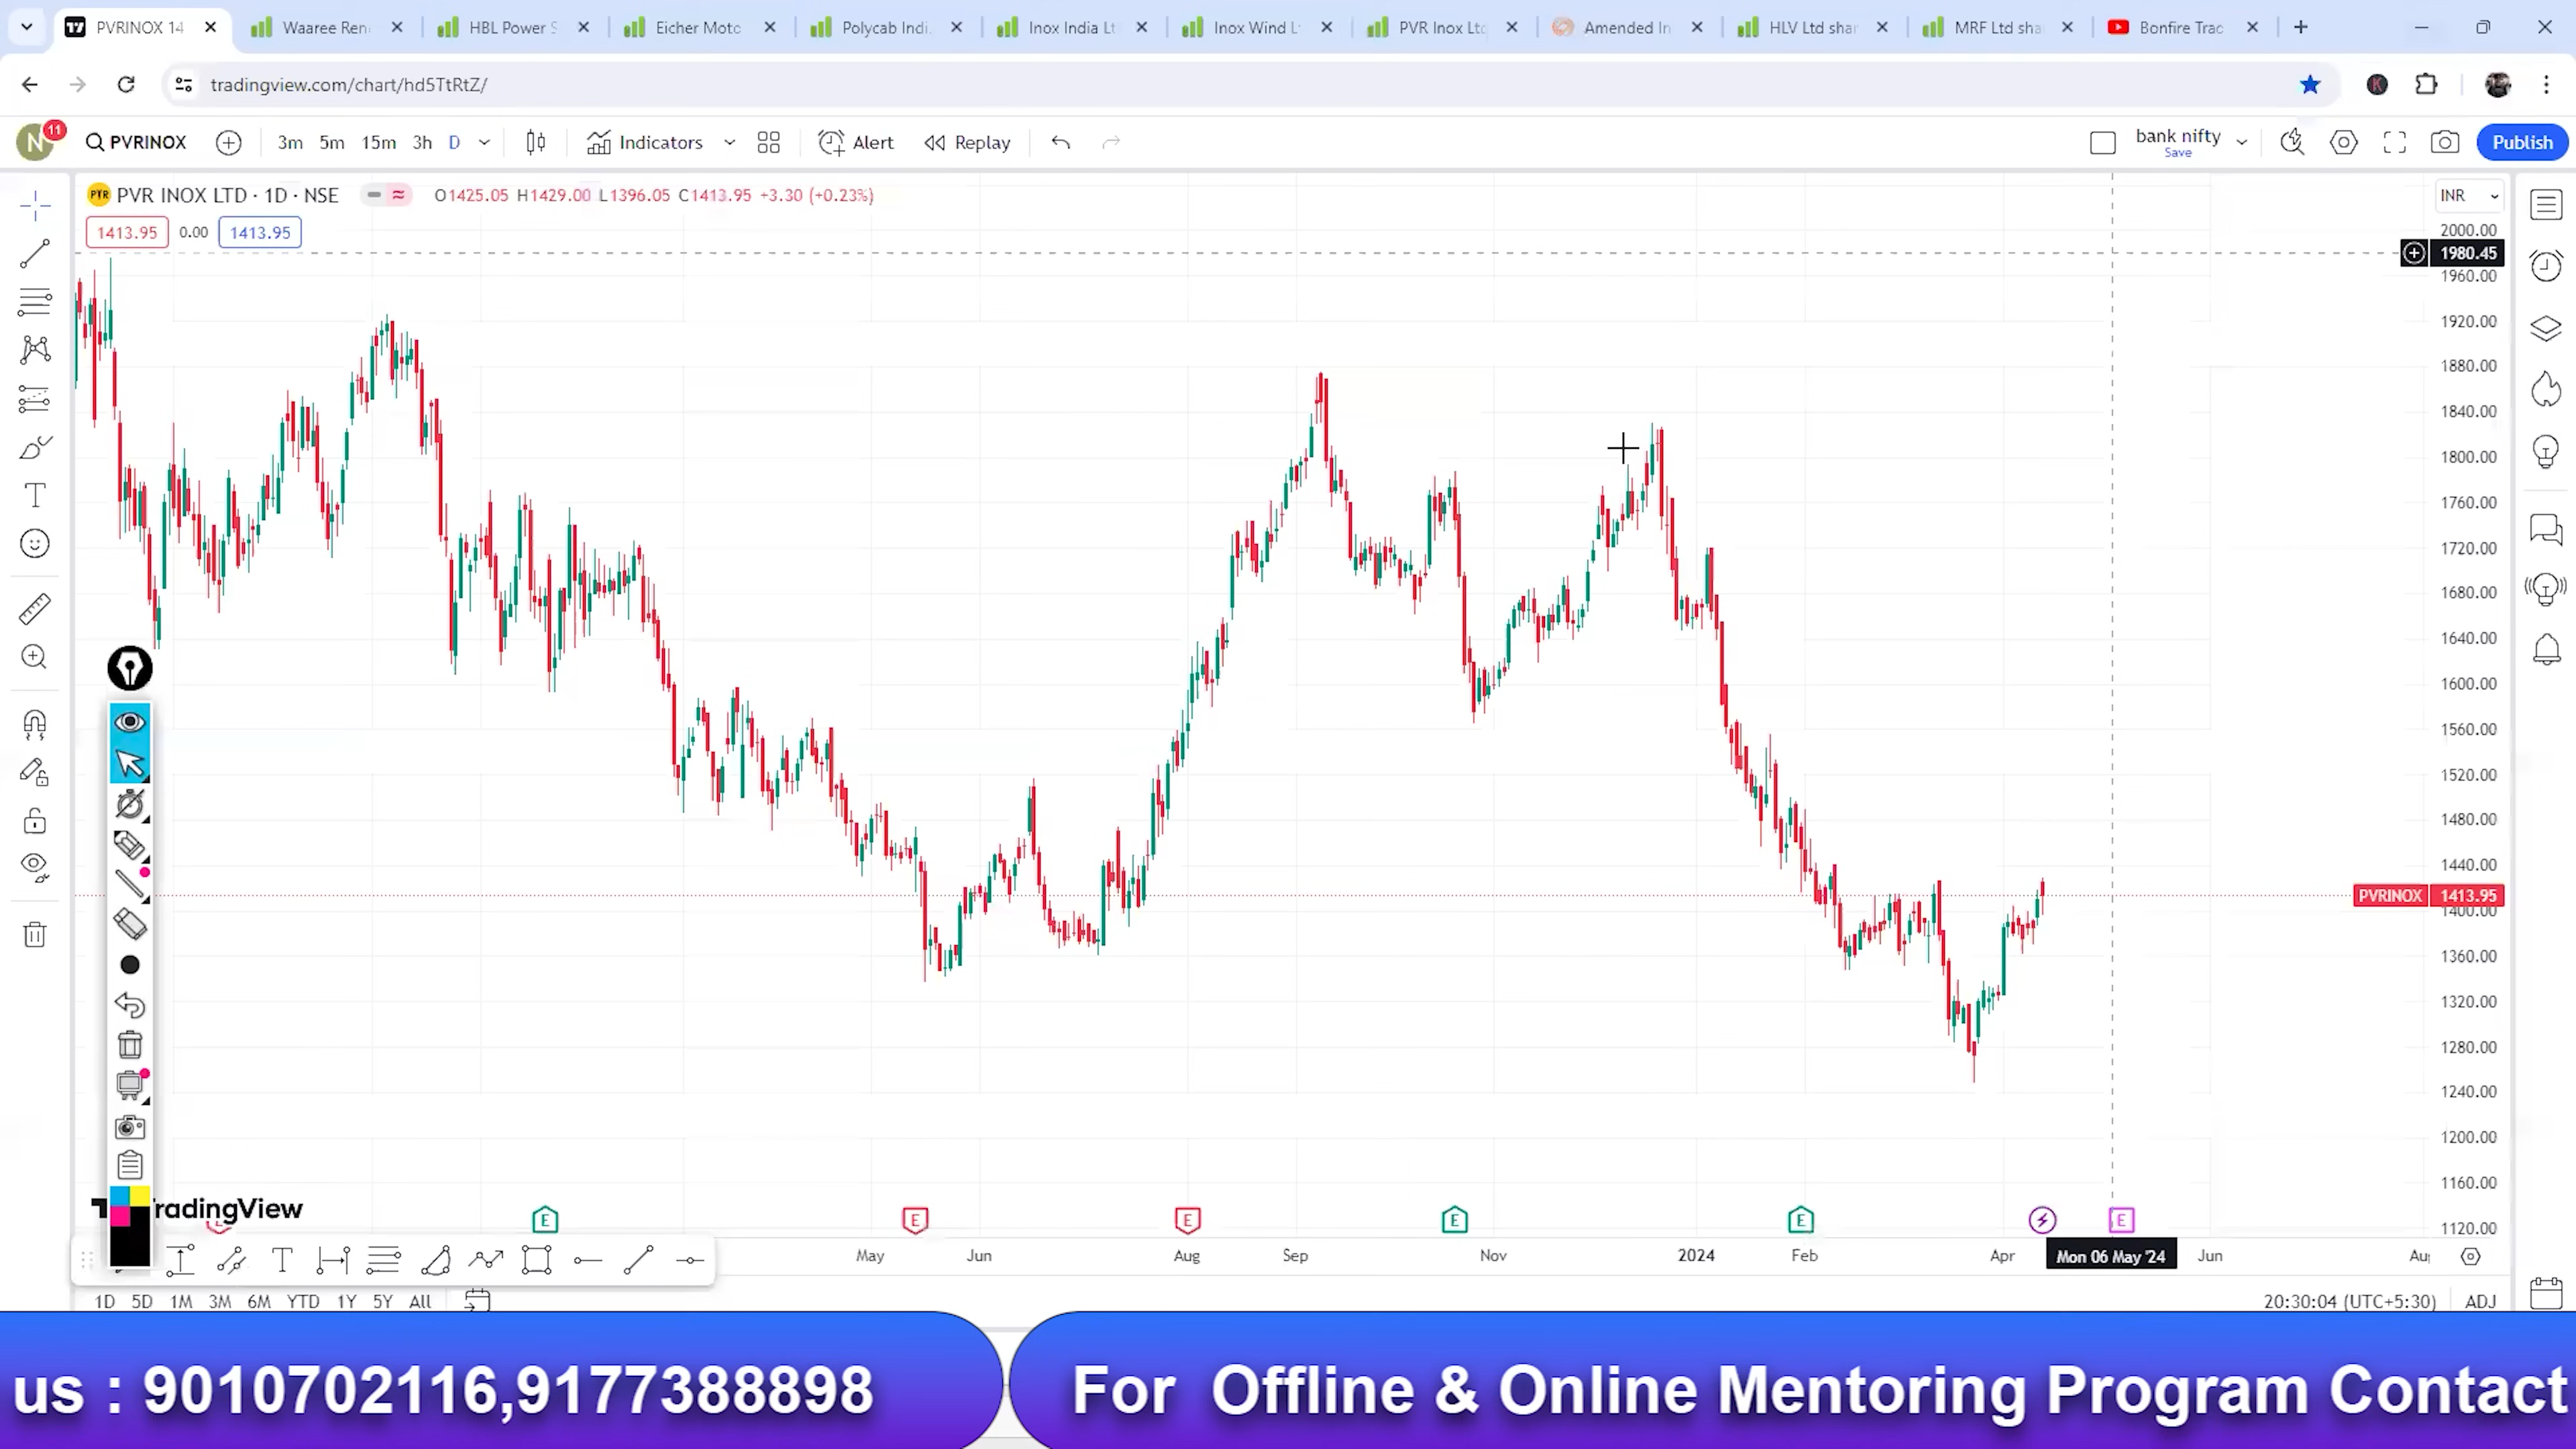 PVRINOX 14
Waaree Ren
HBL Power S
Eicher Moto
Polycab Indi
Inox India Lt
Inox Wind L
PVR Inox Ltd
Amended In
HLV Ltd shar
MRF Ltd sha
Bonfire Trac
tradingview.com/chart/hd5TtRtZ/
N 11 PVRINOX 3m 5m 15m 3h D Indicators Alert Replay bank nifty Save Publish
PVR INOX LTD · 1D · NSE O1425.05 H1429.00 L1396.05 C1413.95 +3.30 (+0.23%) INR
1413.95 0.00 1413.95
2000.00
1980.45
1960.00
1920.00
1880.00
1840.00
1800.00
1760.00
1720.00
1680.00
1640.00
1600.00
1560.00
1520.00
1480.00
1440.00
PVRINOX 1413.95
1400.00
1360.00
1320.00
1280.00
1240.00
1200.00
1160.00
1120.00
radingView
E E E E E E
May Jun Aug Sep Nov 2024 Feb Apr Mon 06 May '24 Jun
1D 5D 1M 3M 6M YTD 1Y 5Y All 20:30:04 (UTC+5:30) ADJ
us : 9010702116,9177388898 For Offline & Online Mentoring Program Contact